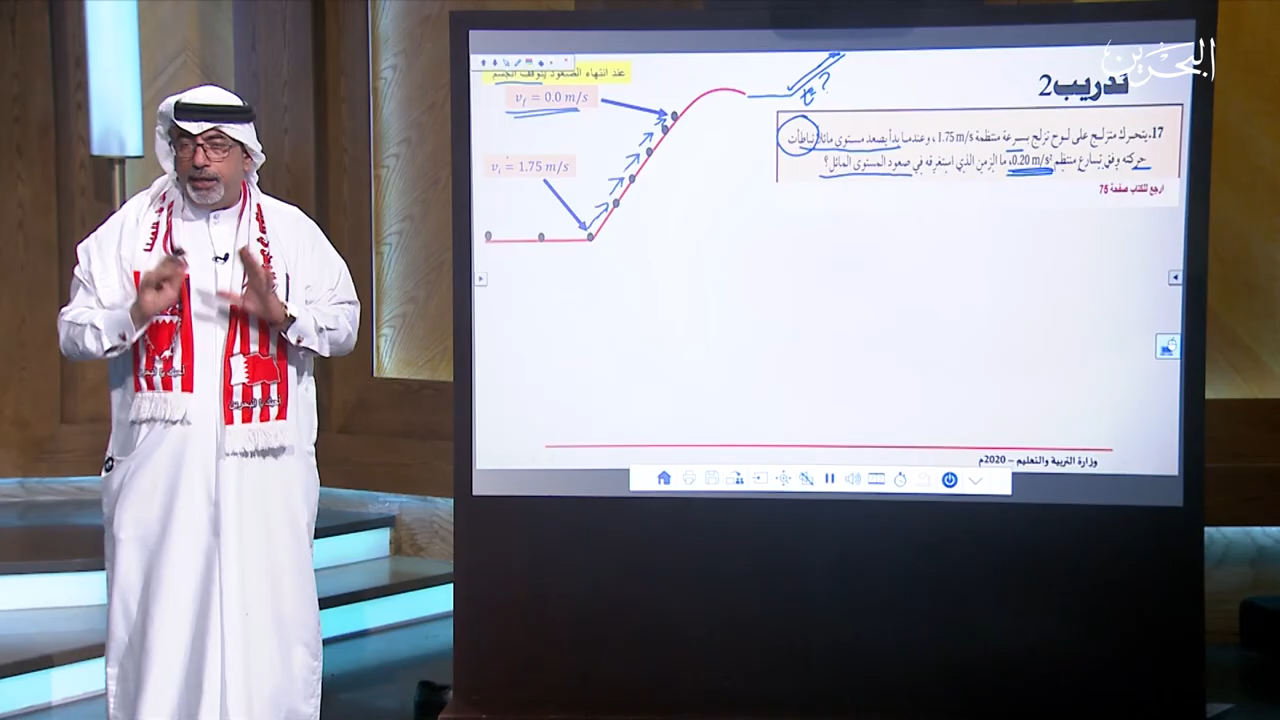 البحرين
تدريب2
17. يتحرك متزلج على لوح تزلج بسرعة منتظمة 1.75 m/s ، وعندما بدأ يصعد مستوى مائلا تباطأت
حركته وفق تسارع منتظم 0.20 m/s². ما الزمن الذي استغرقه في صعود المستوى المائل ؟
ارجع للكتاب صفحة 75
عند انتهاء الصعود يتوقف الجسم
v_f = 0.0 m/s
v_i = 1.75 m/s
وزارة التربية والتعليم – 2020م